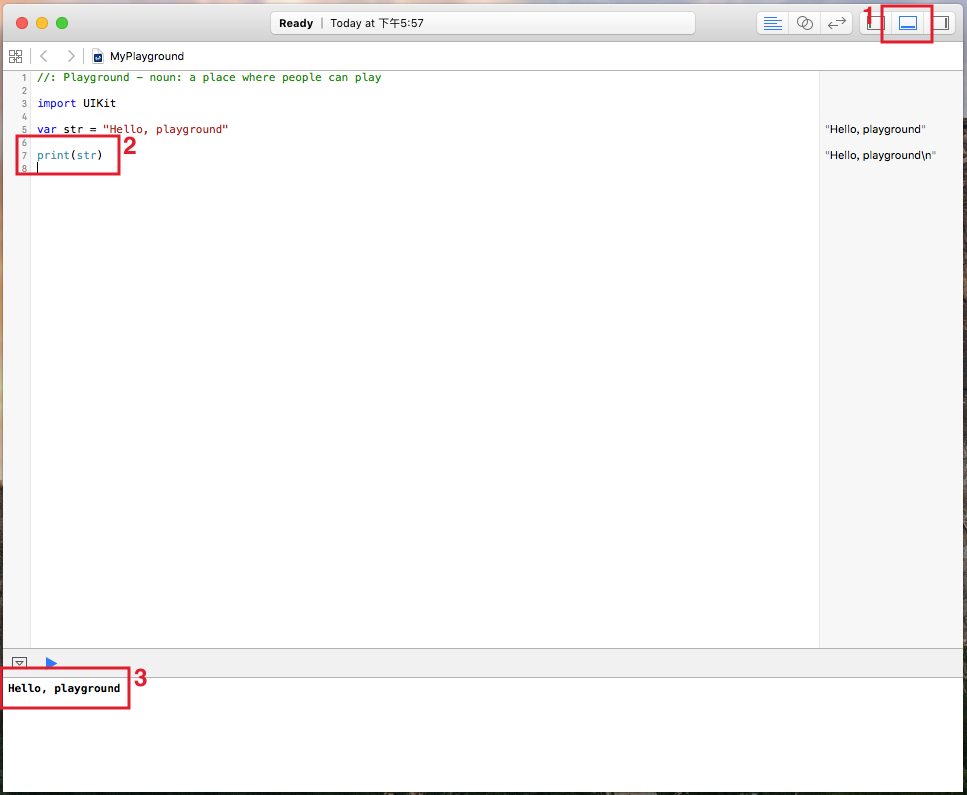 Ready | Today at 下午5:57
1
MyPlayground
1 //: Playground - noun: a place where people can play
2
3 import UIKit
4
5 var str = "Hello, playground"
"Hello, playground"
6
2
7 print(str)
"Hello, playground\n"
8
3
Hello, playground